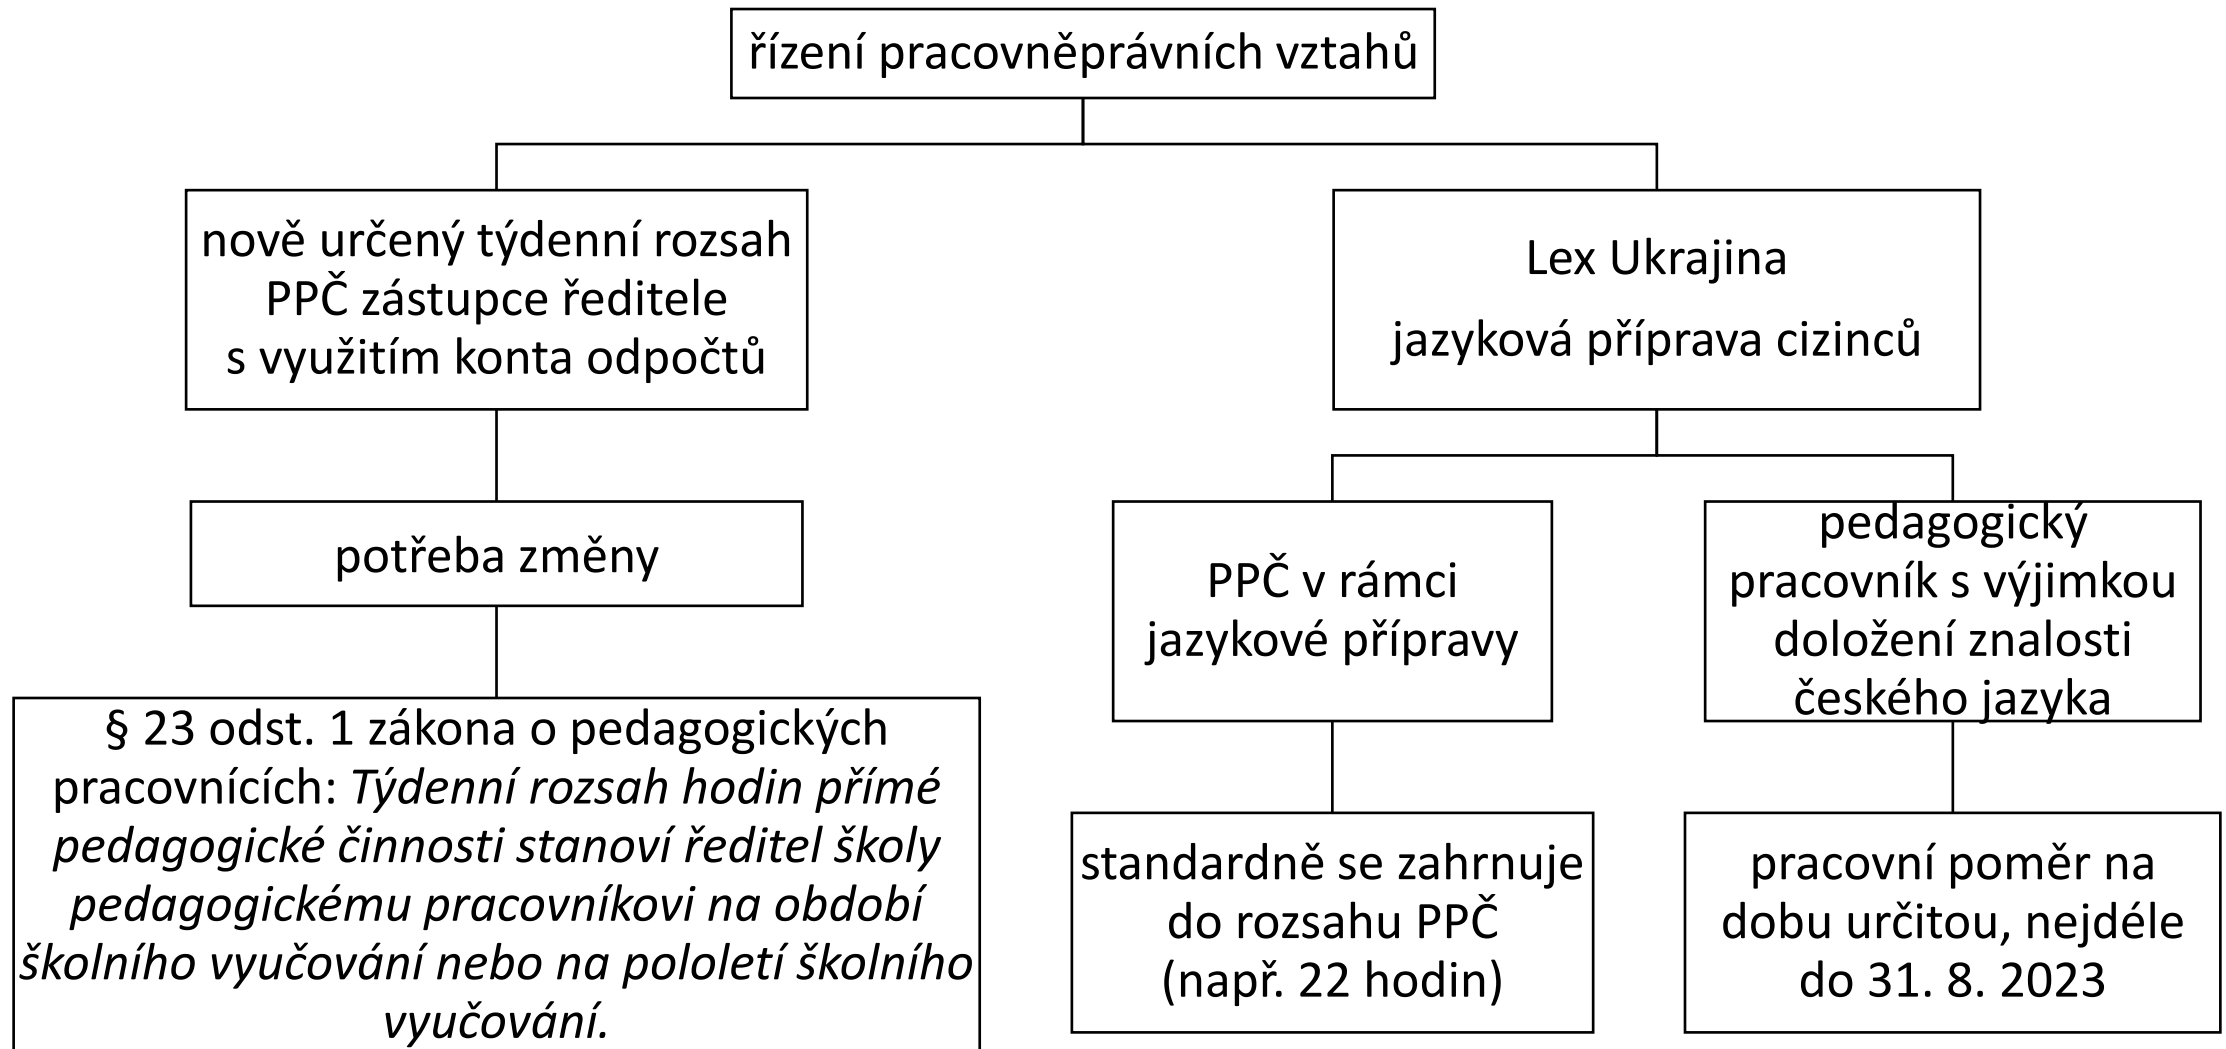 řízení pracovněprávních vztahů
nově určený týdenní rozsah
PPČ zástupce ředitele
s využitím konta odpočtů
Lex Ukrajina
jazyková příprava cizinců
potřeba změny
PPČ v rámci
jazykové přípravy
pedagogický
pracovník s výjimkou
doložení znalosti
českého jazyka
§ 23 odst. 1 zákona o pedagogických
pracovnících: Týdenní rozsah hodin přímé
pedagogické činnosti stanoví ředitel školy
pedagogickému pracovníkovi na období
školního vyučování nebo na pololetí školního
vyučování.
standardně se zahrnuje
do rozsahu PPČ
(např. 22 hodin)
pracovní poměr na
dobu určitou, nejdéle
do 31. 8. 2023